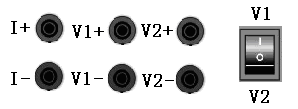 V1
I+ V1+ V2+
I
O
I- V1- V2-
V2